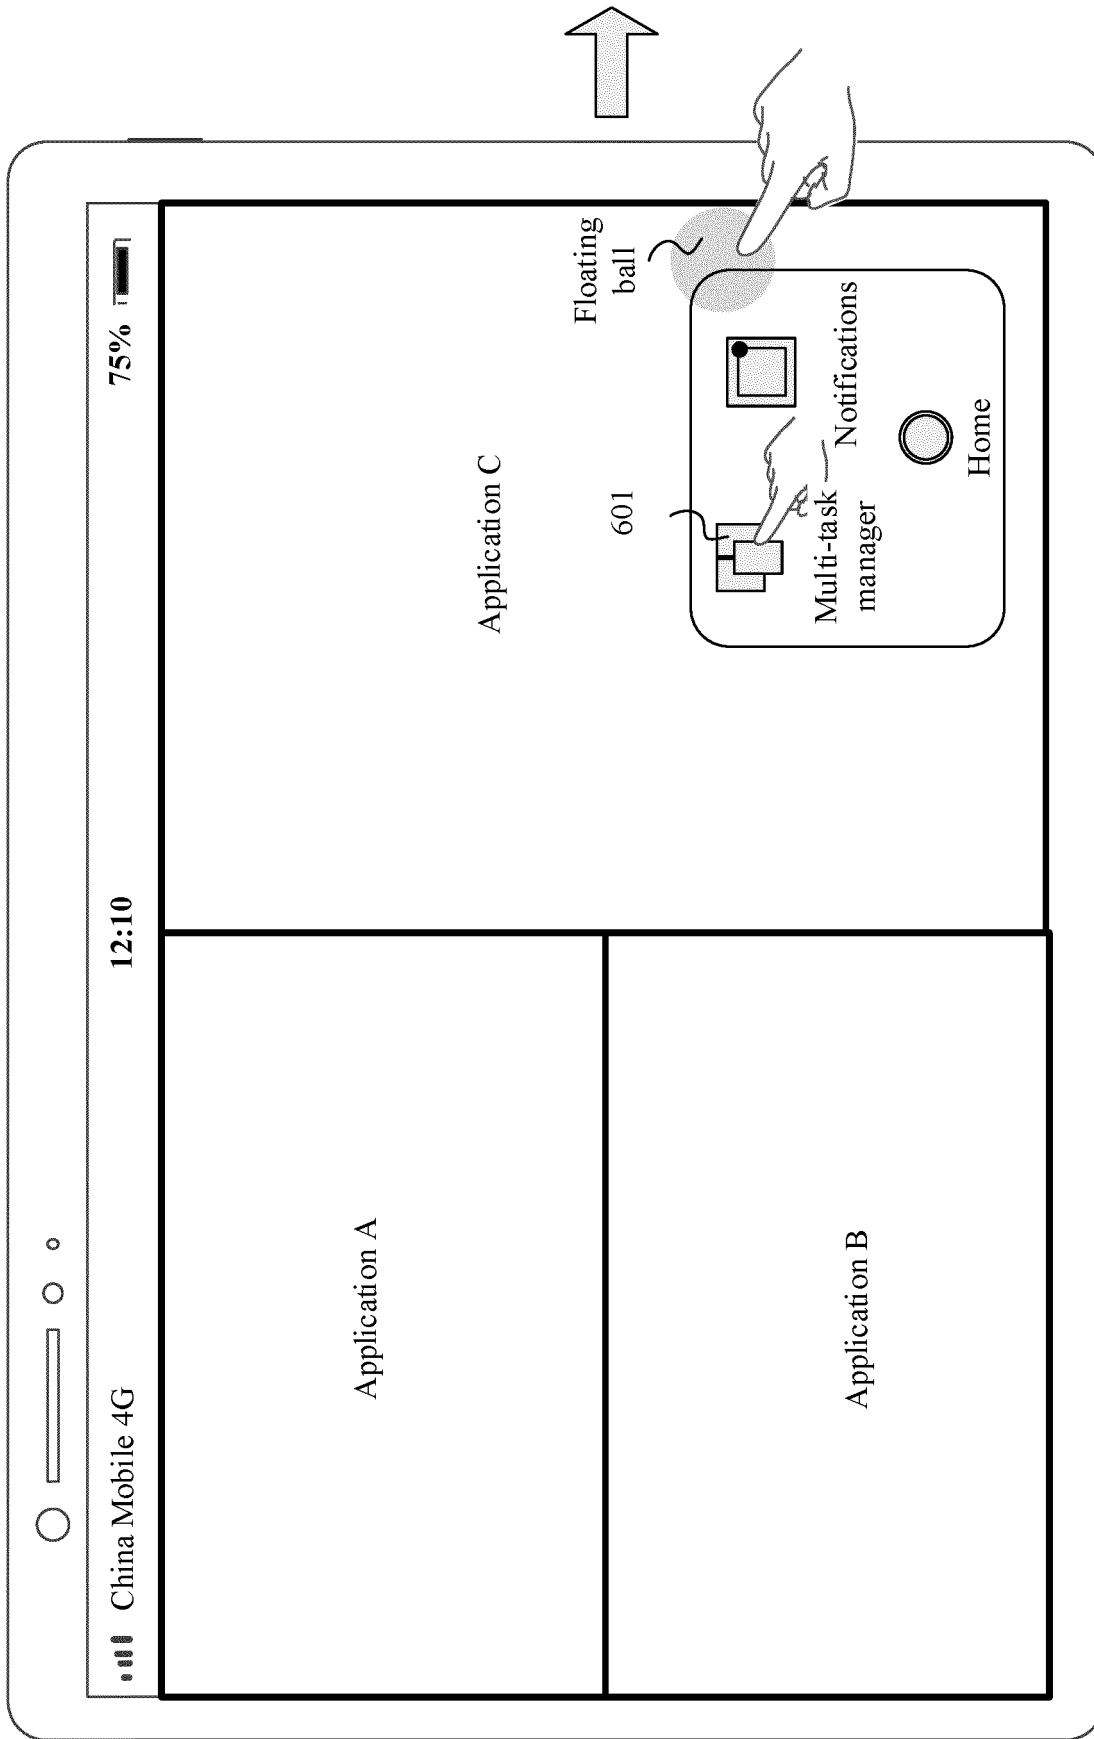 China Mobile 4G
12:10
75%
Application A
Application B
Application C
Floating
ball
601
Multi-task
manager
Notifications
Home